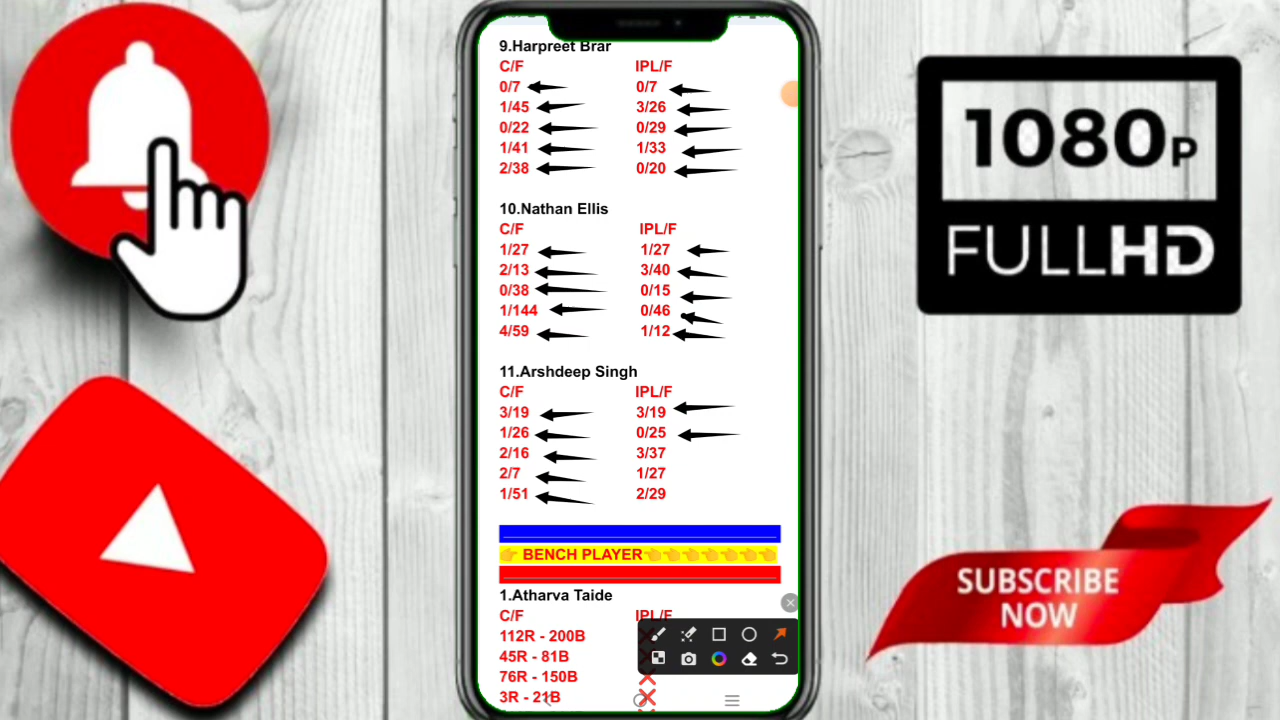 9.Harpreet Brar
C/F IPL/F
0/7 0/7
1/45 3/26
0/22 0/29
1/41 1/33
2/38 0/20
10.Nathan Ellis
C/F IPL/F
1/27 1/27
2/13 3/40
0/38 0/15
1/144 0/46
4/59 1/12
11.Arshdeep Singh
C/F IPL/F
3/19 3/19
1/26 0/25
2/16 3/37
2/7 1/27
1/51 2/29
👉 BENCH PLAYER👈👈👈👈👈👈👈
1.Atharva Taide
C/F IPL/F
112R - 200B
45R - 81B
76R - 150B
3R - 21B
1080P
FULLHD
SUBSCRIBE
NOW